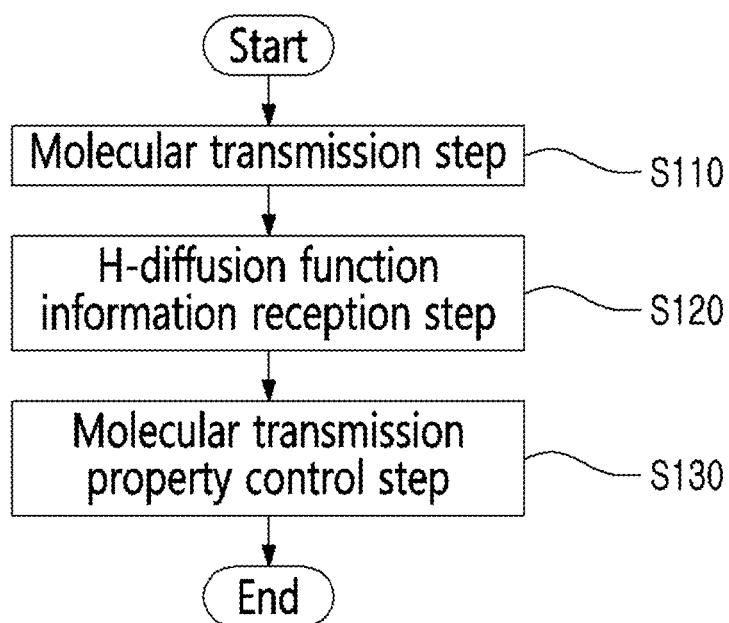 Start
Molecular transmission step
S110
H-diffusion function
information reception step
S120
Molecular transmission
property control step
S130
End